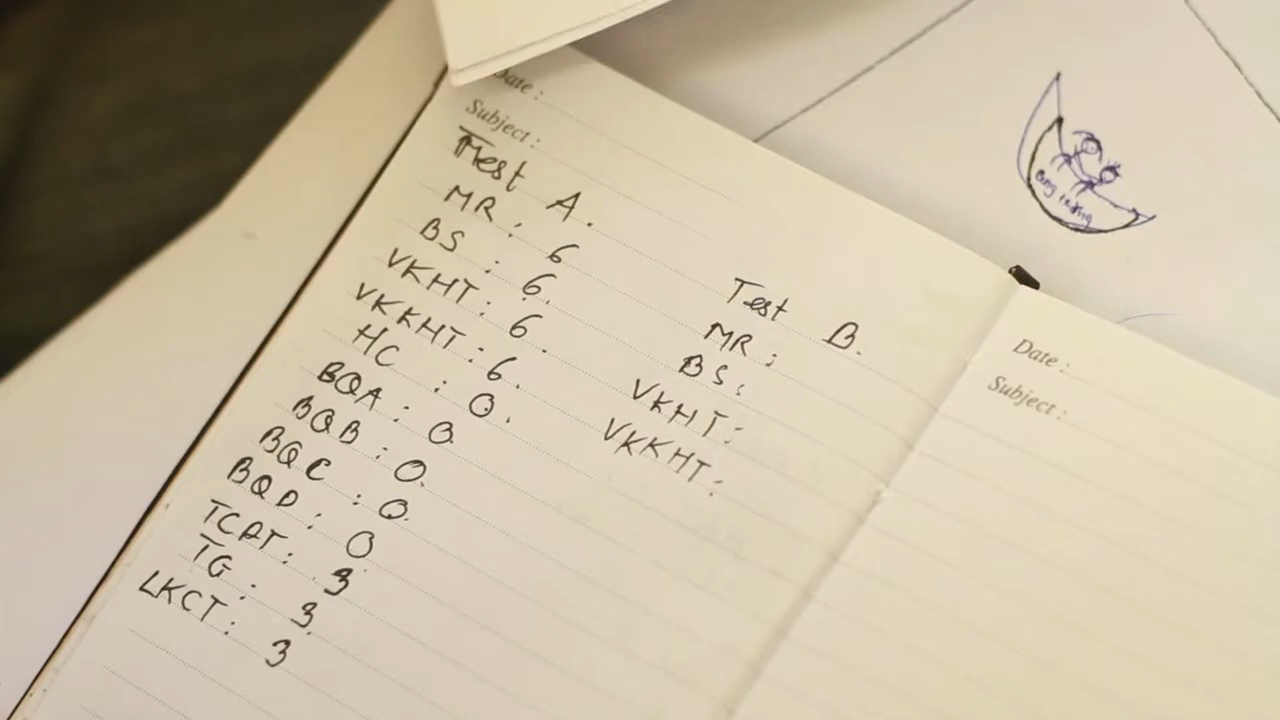 Date :
Subject :
Test A.
MR : 6
BS : 6.
VKHT : 6.
VKKHT : 6.
HC : 0.
BQA : 0
BQB : 0.
BQC : 0.
BQD : 0
TCPT : 3
TG : 3.
LKCT : 3
Test B.
MR :
BS :
VKHT :
VKKHT :
Date :
Subject :